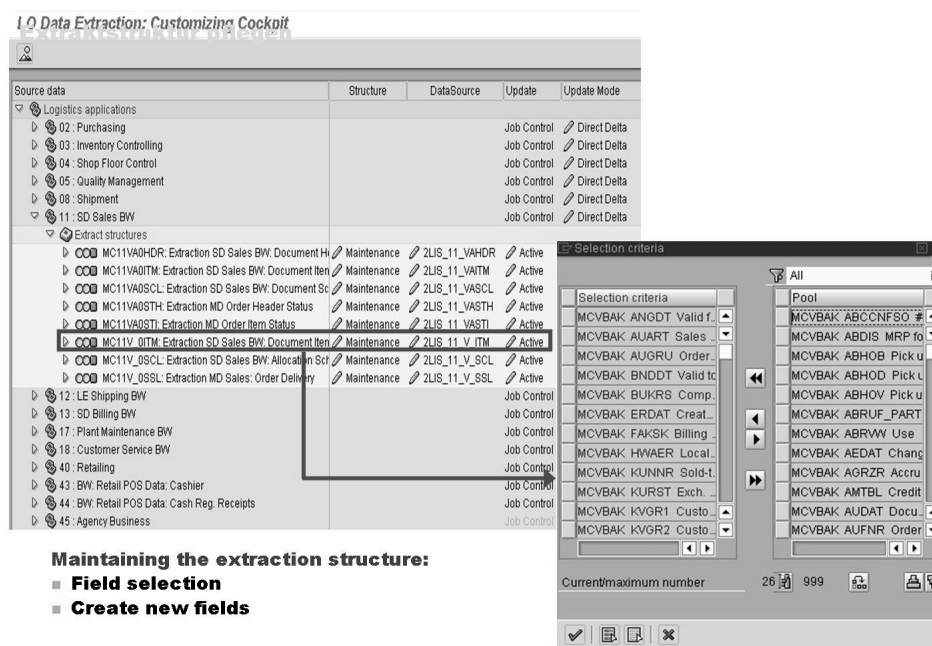 LO Data Extraction: Customizing Cockpit
Extraktstruktur pflegen
Source data Structure DataSource Update Update Mode
Logistics applications
02 : Purchasing Job Control Direct Delta
03 : Inventory Controlling Job Control Direct Delta
04 : Shop Floor Control Job Control Direct Delta
05 : Quality Management Job Control Direct Delta
08 : Shipment Job Control Direct Delta
11 : SD Sales BW Job Control Direct Delta
Extract structures
MC11VA0HDR: Extraction SD Sales BW: Document He Maintenance 2LIS_11_VAHDR Active
MC11VA0ITM: Extraction SD Sales BW: Document Iten Maintenance 2LIS_11_VAITM Active
MC11VA0SCL: Extraction SD Sales BW: Document Sc Maintenance 2LIS_11_VASCL Active
MC11VA0STH: Extraction MD Order Header Status Maintenance 2LIS_11_VASTH Active
MC11VA0STI: Extraction MD Order Item Status Maintenance 2LIS_11_VASTI Active
MC11V_0ITM: Extraction SD Sales BW: Document Iten Maintenance 2LIS_11_V_ITM Active
MC11V_0SCL: Extraction SD Sales BW: Allocation Sch Maintenance 2LIS_11_V_SCL Active
MC11V_0SSL: Extraction MD Sales: Order Delivery Maintenance 2LIS_11_V_SSL Active
12 : LE Shipping BW Job Control
13 : SD Billing BW Job Control
17 : Plant Maintenance BW Job Control
18 : Customer Service BW Job Control
40 : Retailing Job Control
43 : BW: Retail POS Data: Cashier Job Control
44 : BW: Retail POS Data: Cash Reg. Receipts Job Control
45 : Agency Business Job Control
Selection criteria
All
Selection criteria Pool
MCVBAK ANGDT Valid f.. MCVBAK ABCCNFSO #
MCVBAK AUART Sales .. MCVBAK ABDIS MRP fo
MCVBAK AUGRU Order.. MCVBAK ABHOB Pick u
MCVBAK BNDDT Valid to MCVBAK ABHOD Pick u
MCVBAK BUKRS Comp. MCVBAK ABHOV Pick u
MCVBAK ERDAT Creat.. MCVBAK ABRUF_PART
MCVBAK FAKSK Billing .. MCVBAK ABRVW Use
MCVBAK HWAER Local.. MCVBAK AEDAT Chang
MCVBAK KUNNR Sold-t. MCVBAK AGRZR Accru
MCVBAK KURST Exch. .. MCVBAK AMTBL Credit
MCVBAK KVGR1 Custo.. MCVBAK AUDAT Docu..
MCVBAK KVGR2 Custo.. MCVBAK AUFNR Order
Current/maximum number 26 999
Maintaining the extraction structure:
Field selection
Create new fields